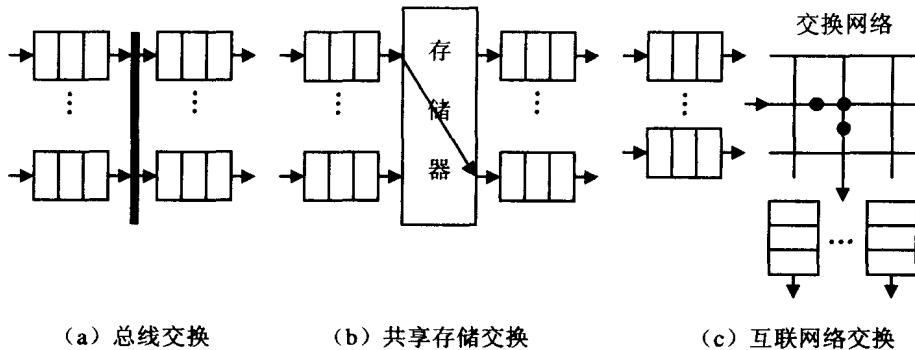 交换网络
存
储
器
（a）总线交换
（b）共享存储交换
（c）互联网络交换